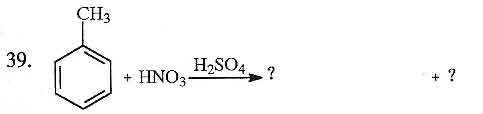 CH₃
39. + HNO₃ H₂SO₄ ? + ?